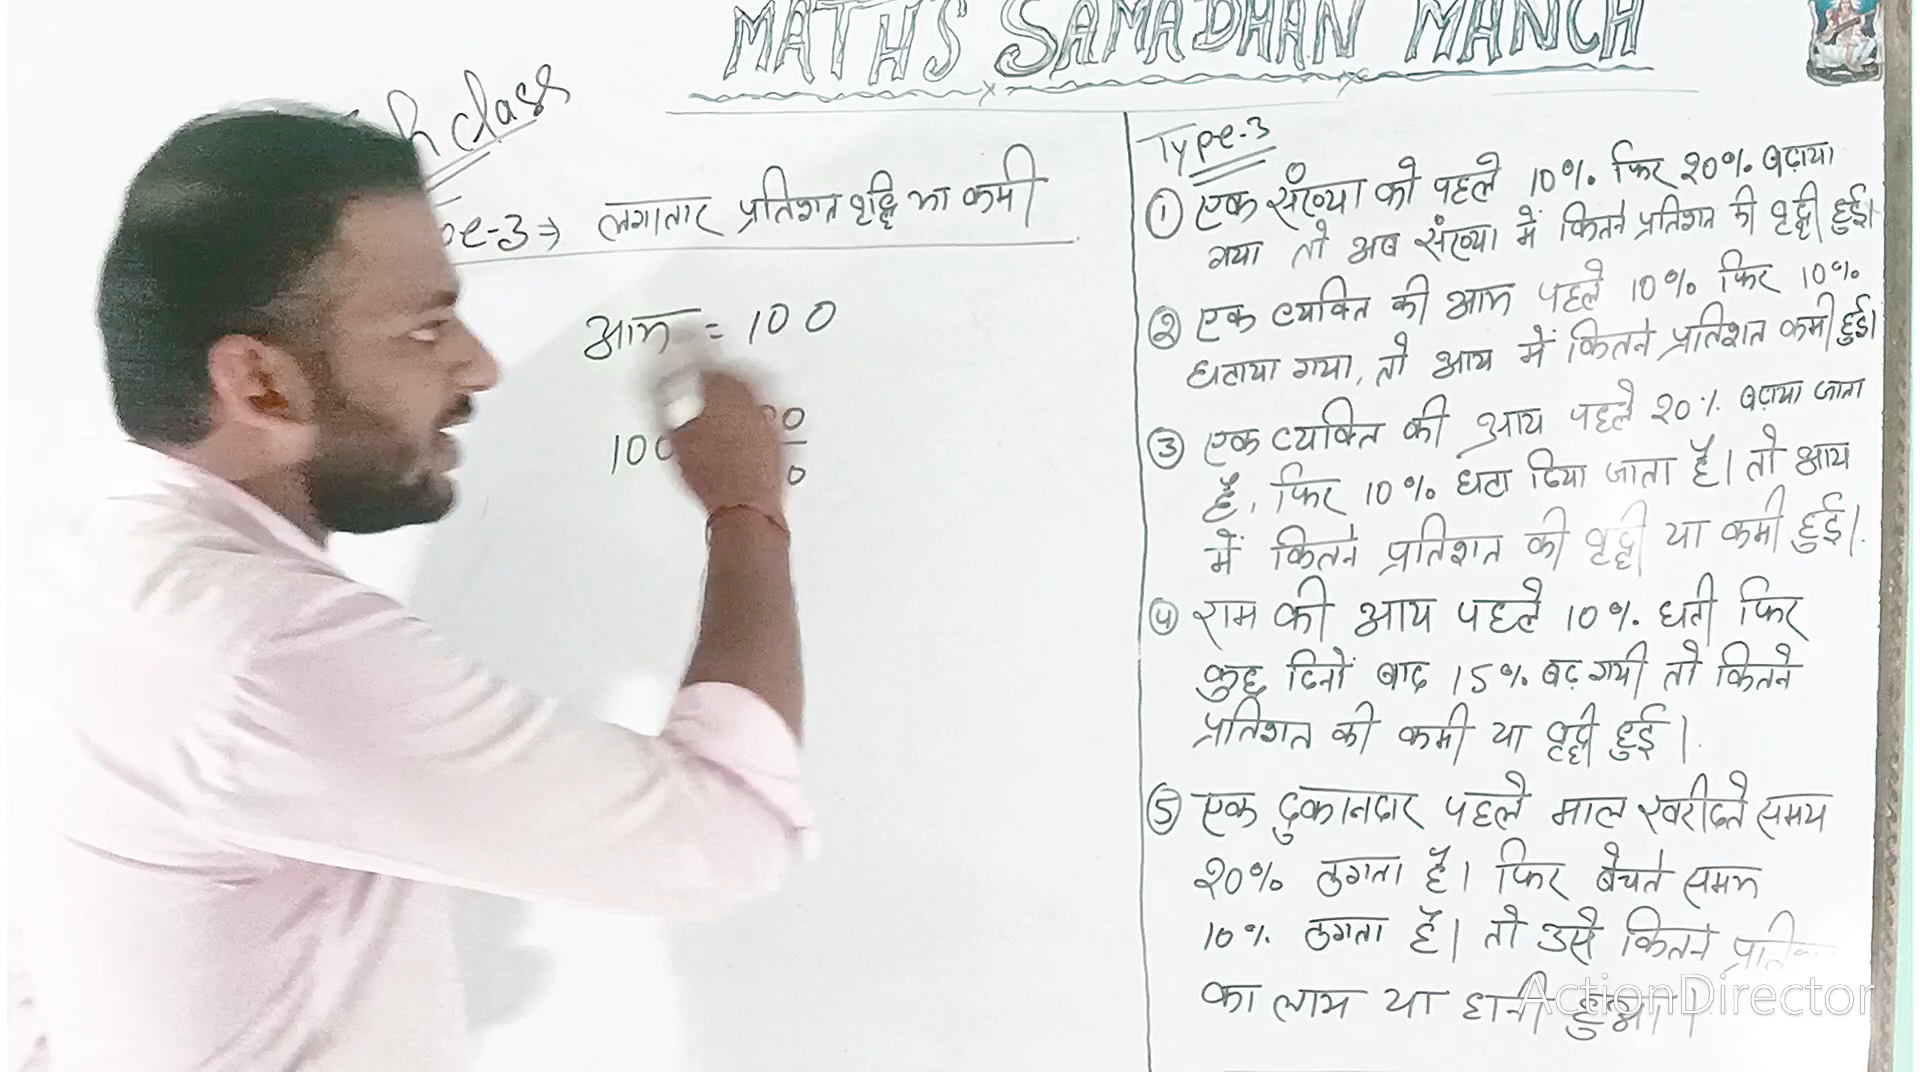 MATHS SAMADHAN MANCH
class
लगातार प्रतिशत वृद्धि या कमी
आय = 100
Type-3
① एक संख्या को पहले 10% फिर 20% बढ़ाया
गया तो अब संख्या में कितने प्रतिशत की वृद्धी हुई।
② एक व्यक्ति की आय पहले 10% फिर 10%
घटाया गया, तो आय में कितने प्रतिशत कमी हुई।
③ एक व्यक्ति की आय पहले 20% बढ़ाया जाता
है, फिर 10% घटा दिया जाता है। तो आय
में कितने प्रतिशत की वृद्धी या कमी हुई।
④ राम की आय पहले 10% घटी फिर
कुछ दिनों बाद 15% बढ़ गयी तो कितने
प्रतिशत की कमी या वृद्धी हुई।
⑤ एक दुकानदार पहले माल खरीदते समय
20% ठगता है। फिर बेचते समय
10% ठगता है। तो उसे कितने
का लाभ या हानी हुआ।
ActionDirector